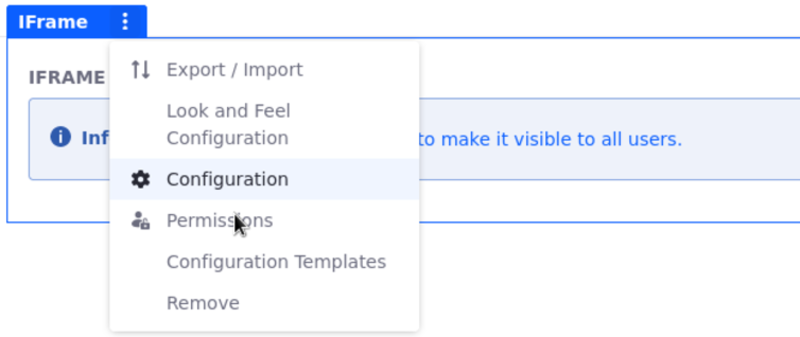 IFrame
IFRAME
Export / Import
Look and Feel
Configuration
Inf
to make it visible to all users.
Configuration
Permissions
Configuration Templates
Remove